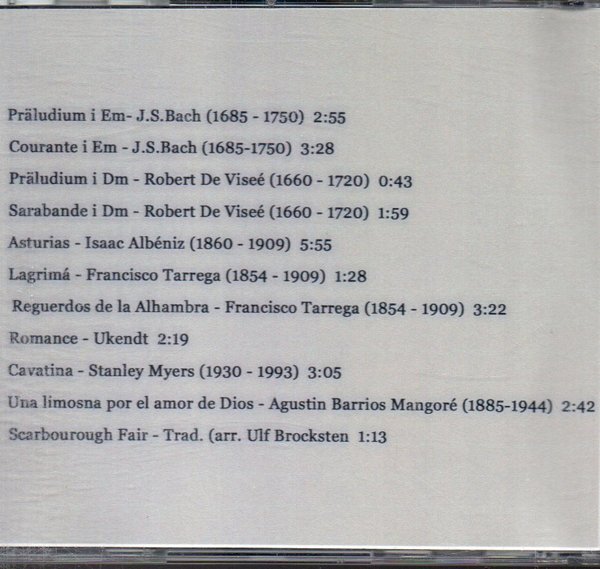 Präludium i Em- J.S.Bach (1685 - 1750) 2:55
Courante i Em - J.S.Bach (1685-1750) 3:28
Präludium i Dm - Robert De Viseé (1660 - 1720) 0:43
Sarabande i Dm - Robert De Viseé (1660 - 1720) 1:59
Asturias - Isaac Albéniz (1860 - 1909) 5:55
Lagrimá - Francisco Tarrega (1854 - 1909) 1:28
Reguerdos de la Alhambra - Francisco Tarrega (1854 - 1909) 3:22
Romance - Ukendt 2:19
Cavatina - Stanley Myers (1930 - 1993) 3:05
Una limosna por el amor de Dios - Agustin Barrios Mangoré (1885-1944) 2:42
Scarbourough Fair - Trad. (arr. Ulf Brocksten 1:13